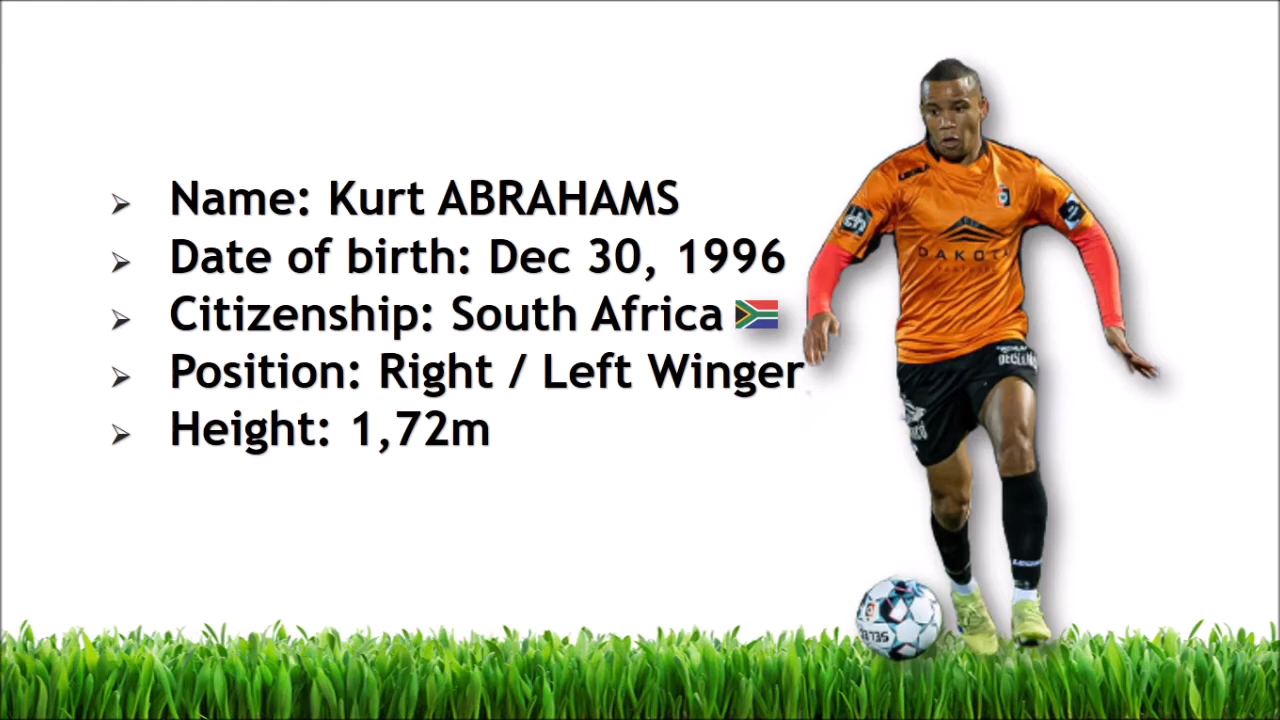 Name: Kurt ABRAHAMS
Date of birth: Dec 30, 1996
Citizenship: South Africa
Position: Right / Left Winger
Height: 1,72m
DAKOTA